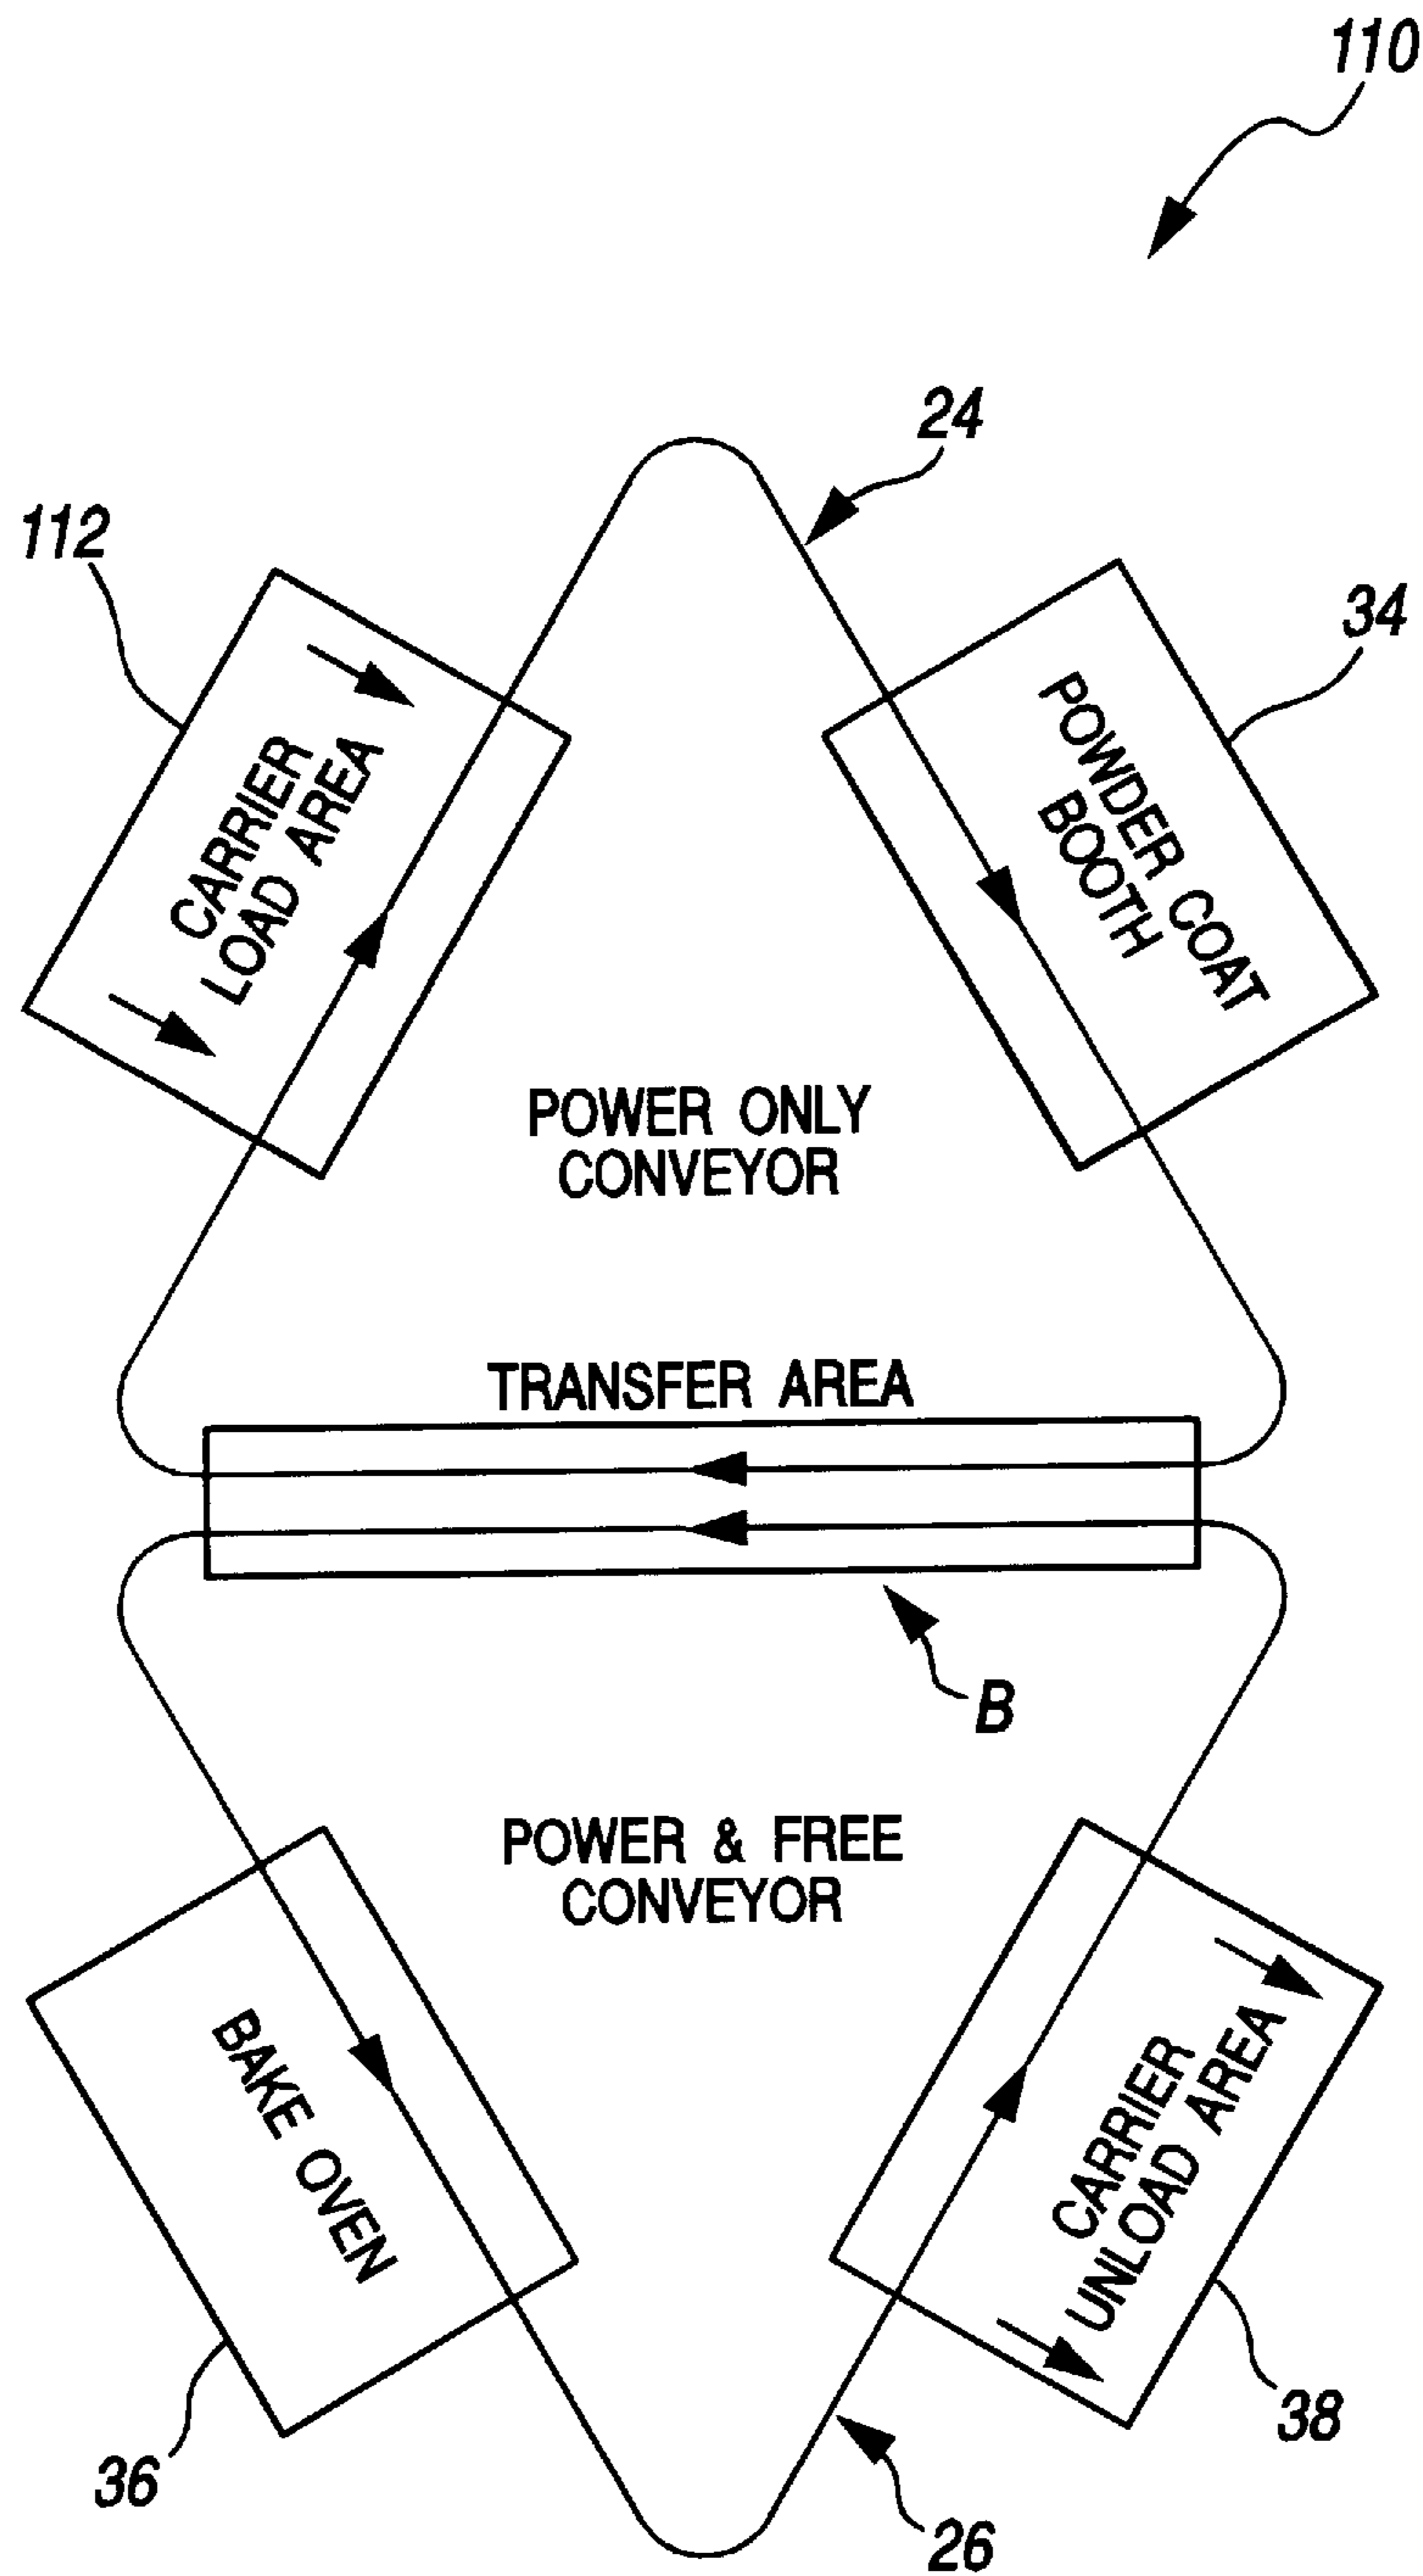 110
24
112
34
CARRIER
LOAD AREA
POWDER COAT
BOOTH
POWER ONLY
CONVEYOR
TRANSFER AREA
B
POWER & FREE
CONVEYOR
BAKE OVEN
CARRIER
UNLOAD AREA
36
38
26